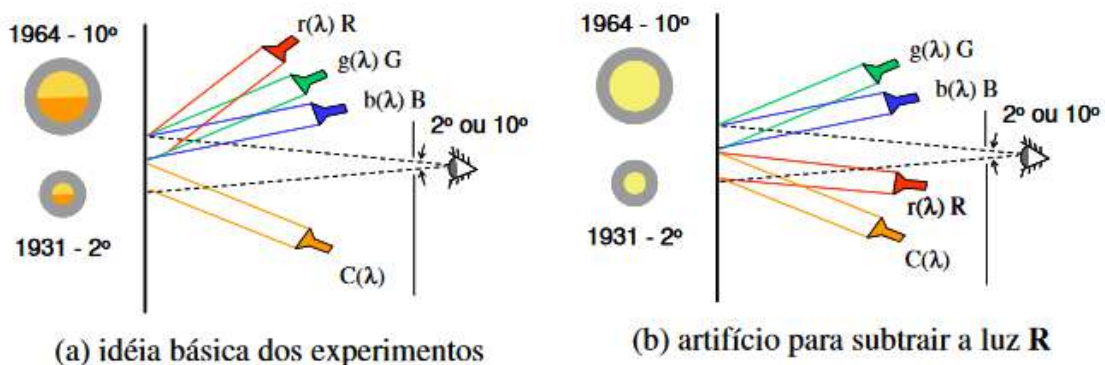 1964 - 10º
r(λ) R
g(λ) G
b(λ) B
2º ou 10º
1931 - 2º
C(λ)
(a) idéia básica dos experimentos
1964 - 10º
g(λ) G
b(λ) B
2º ou 10º
r(λ) R
1931 - 2º
C(λ)
(b) artifício para subtrair a luz R